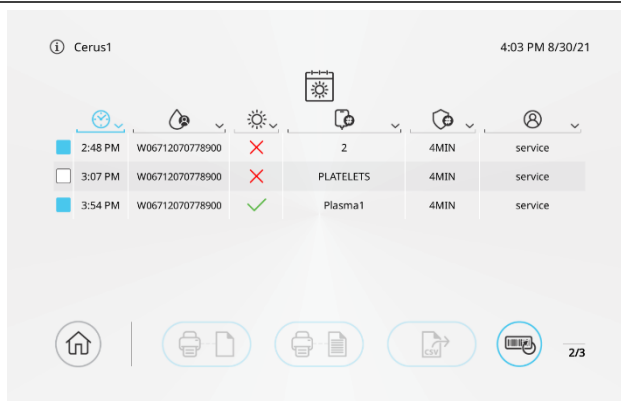 Cerus1
4:03 PM 8/30/21
2:48 PM W06712070778900 2 4MIN service
3:07 PM W06712070778900 PLATELETS 4MIN service
3:54 PM W06712070778900 Plasma1 4MIN service
CSV
2/3